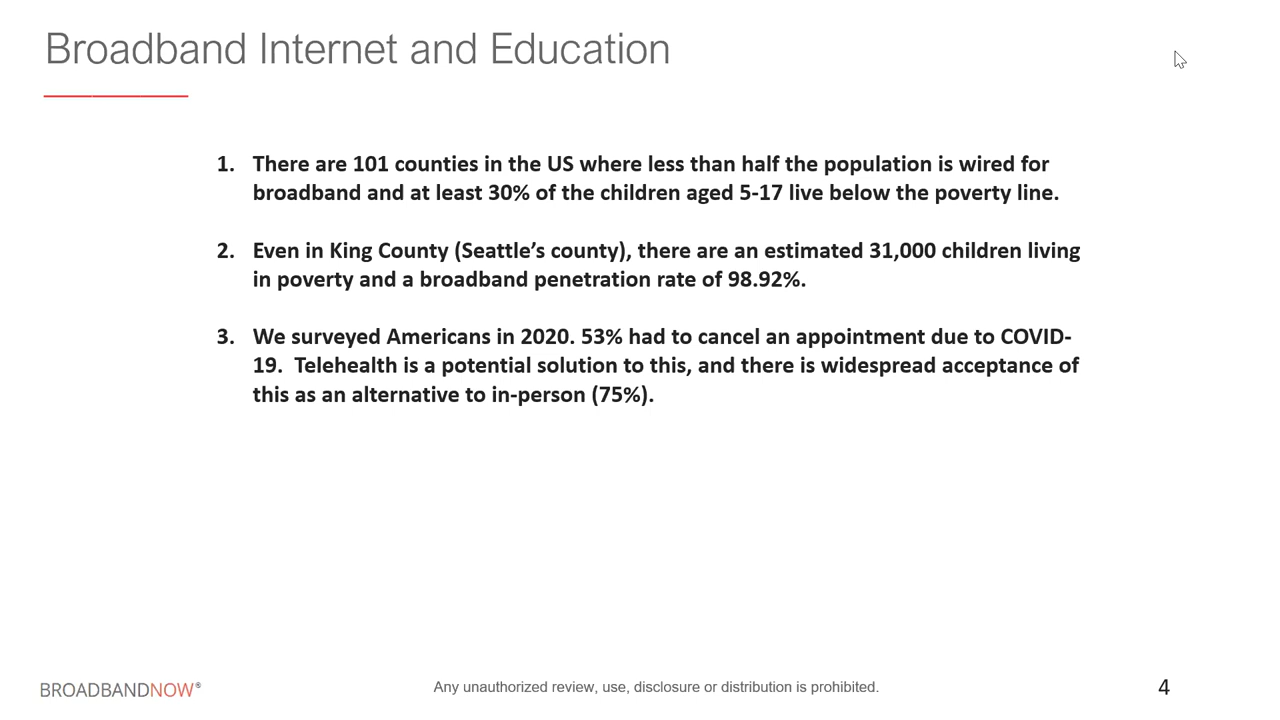 Broadband Internet and Education
1. There are 101 counties in the US where less than half the population is wired for
broadband and at least 30% of the children aged 5-17 live below the poverty line.
2. Even in King County (Seattle’s county), there are an estimated 31,000 children living
in poverty and a broadband penetration rate of 98.92%.
3. We surveyed Americans in 2020. 53% had to cancel an appointment due to COVID-
19.  Telehealth is a potential solution to this, and there is widespread acceptance of
this as an alternative to in-person (75%).
BROADBANDNOW®
Any unauthorized review, use, disclosure or distribution is prohibited.
4